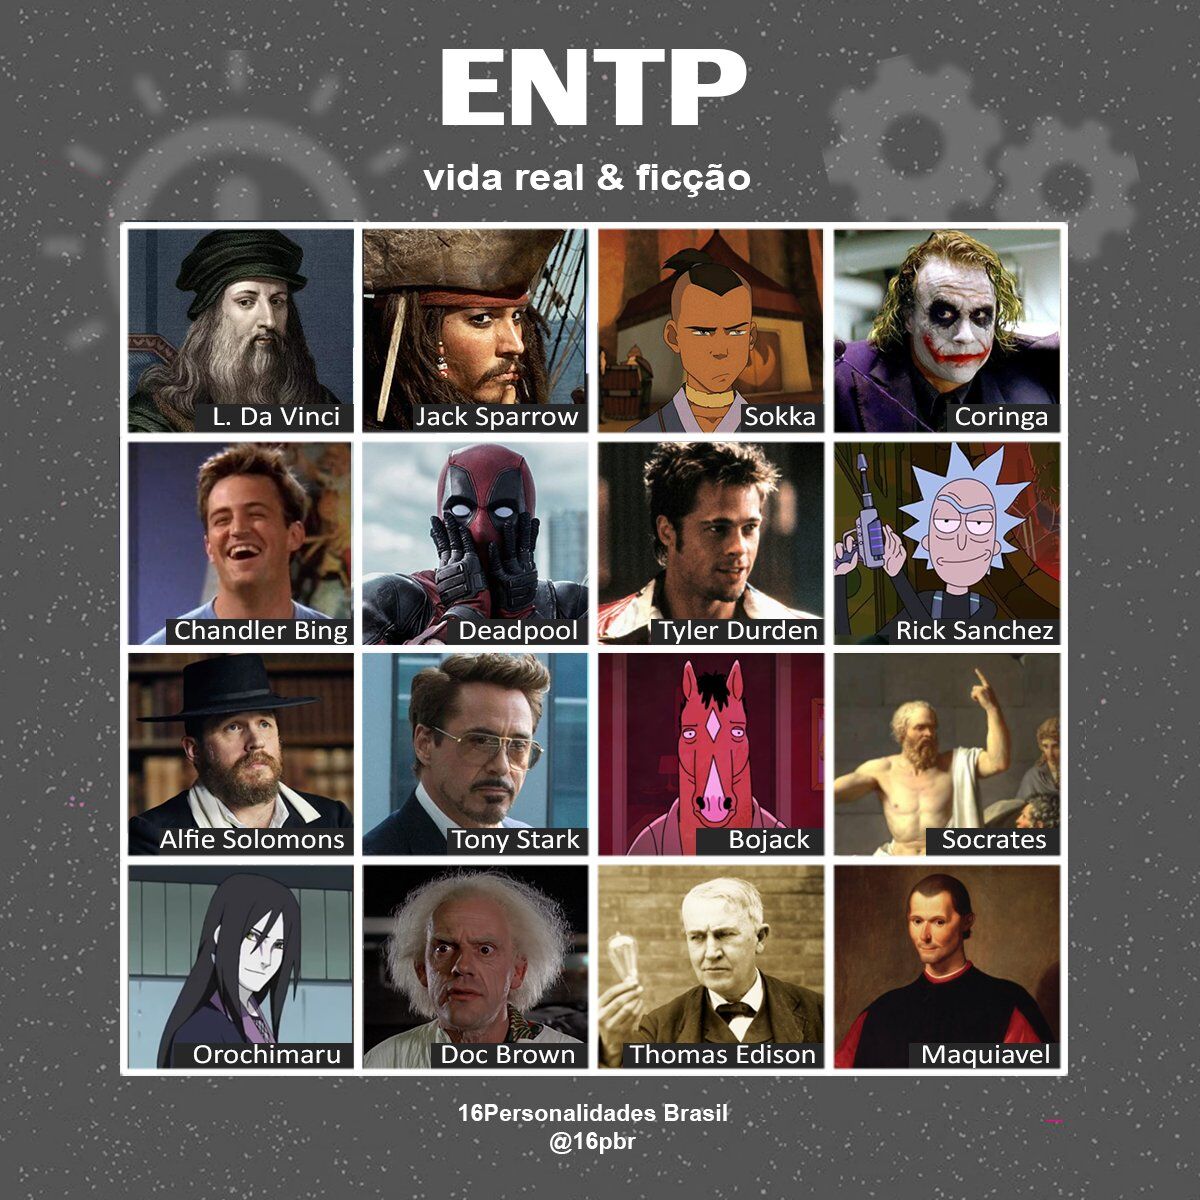 ENTP
vida real & ficção
L. Da Vinci
Jack Sparrow
Sokka
Coringa
Chandler Bing
Deadpool
Tyler Durden
Rick Sanchez
Alfie Solomons
Tony Stark
Bojack
Socrates
Orochimaru
Doc Brown
Thomas Edison
Maquiavel
16Personalidades Brasil
@16pbr